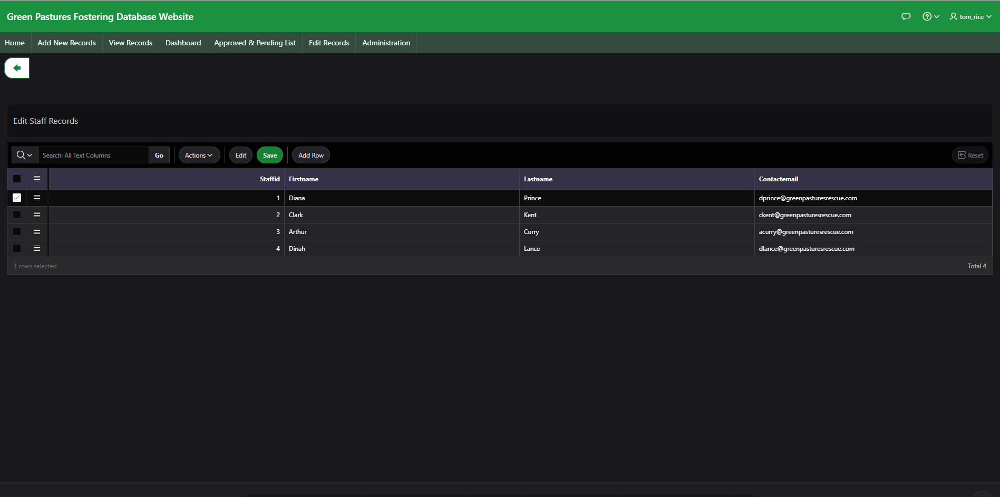 Green Pastures Fostering Database Website
tom_rice
Home Add New Records View Records Dashboard Approved & Pending List Edit Records Administration
Edit Staff Records
Search: All Text Columns Go Actions Edit Save Add Row Reset
Staffid Firstname Lastname Contactemail
1 Diana Prince dprince@greenpasturesrescue.com
2 Clark Kent ckent@greenpasturesrescue.com
3 Arthur Curry acurry@greenpasturesrescue.com
4 Dinah Lance dlance@greenpasturesrescue.com
1 rows selected Total 4